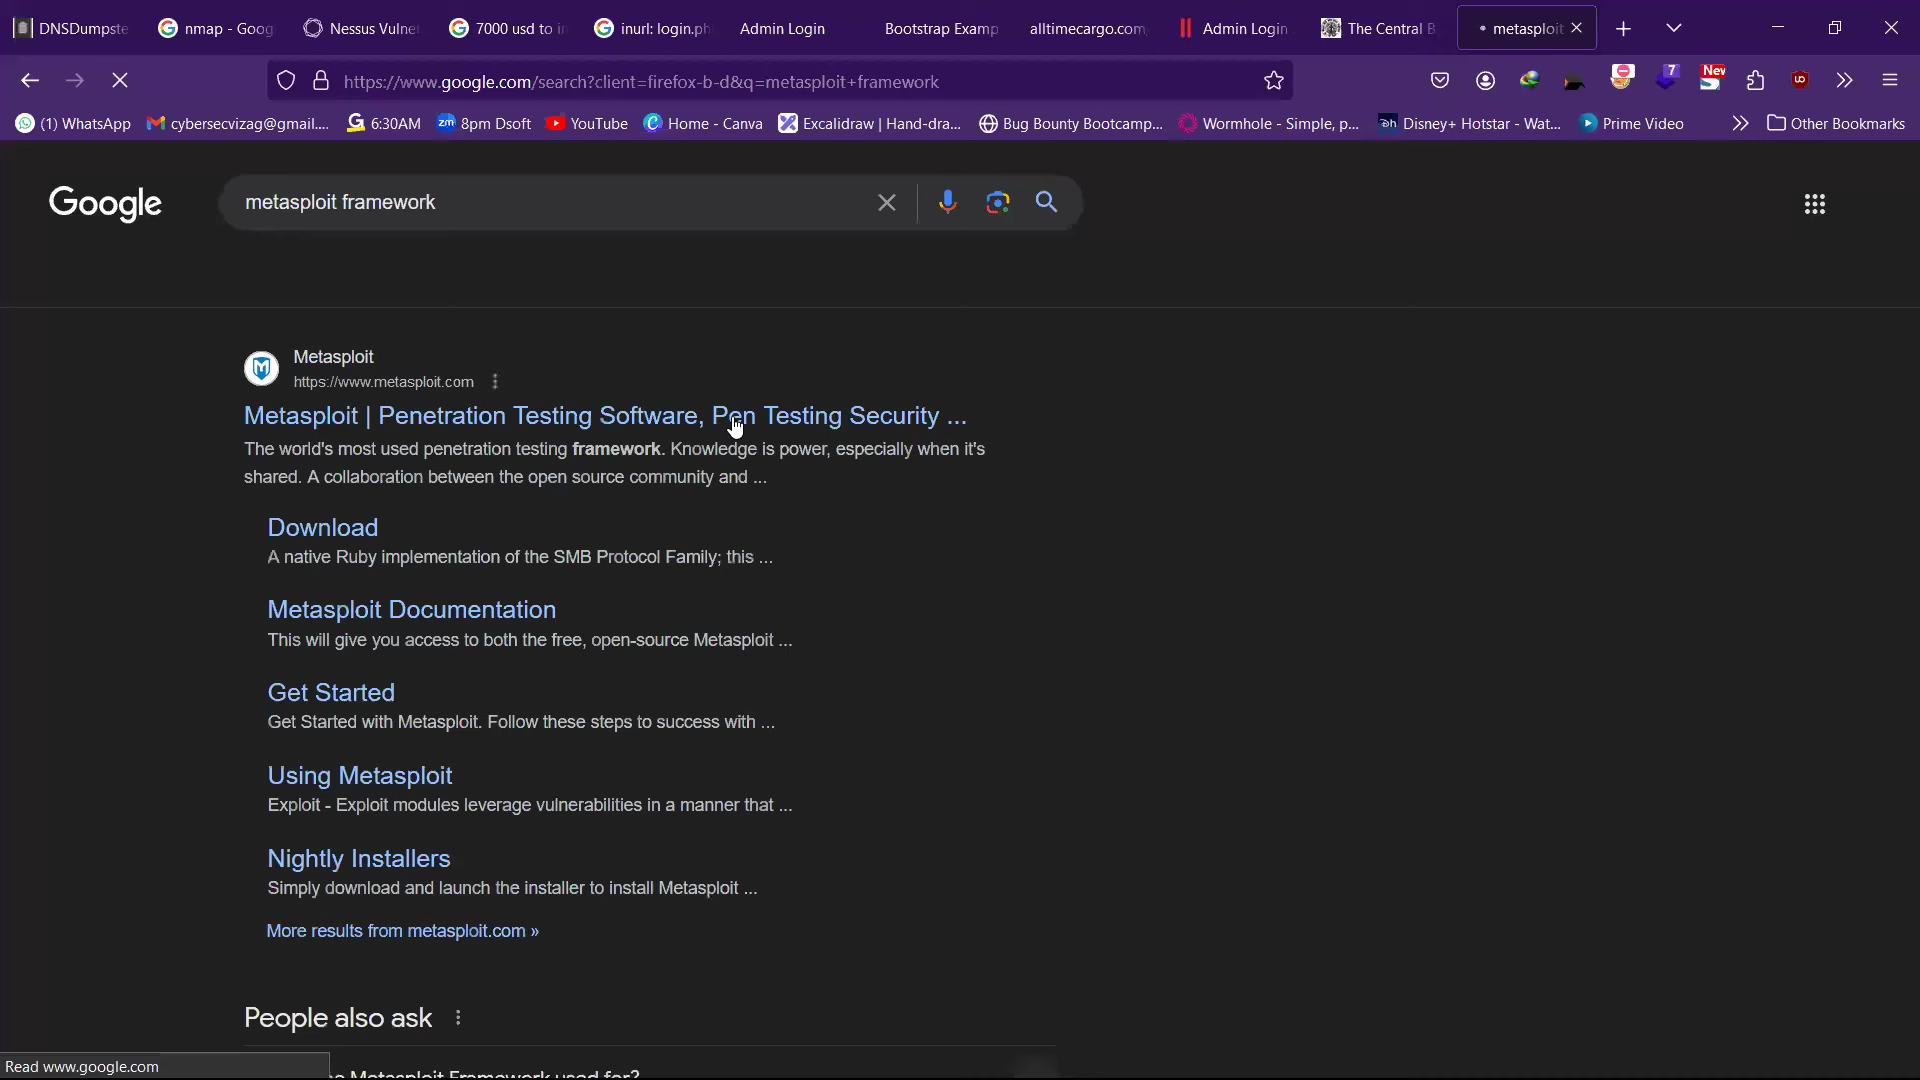 DNSDumpste
nmap - Goog
Nessus Vulne
7000 usd to i
inurl: login.ph
Admin Login
Bootstrap Examp
alltimecargo.com
Admin Login
The Central B
metasploit
https://www.google.com/search?client=firefox-b-d&q=metasploit+framework
7
New
(1) WhatsApp
cybersecvizag@gmail....
6:30AM
zm 8pm Dsoft
YouTube
Home - Canva
Excalidraw | Hand-dra...
Bug Bounty Bootcamp...
Wormhole - Simple, p...
Disney+ Hotstar - Wat...
Prime Video
Other Bookmarks
Google
metasploit framework
Metasploit
https://www.metasploit.com
Metasploit | Penetration Testing Software, Pen Testing Security ...
The world's most used penetration testing framework. Knowledge is power, especially when it's
shared. A collaboration between the open source community and ...
Download
A native Ruby implementation of the SMB Protocol Family; this ...
Metasploit Documentation
This will give you access to both the free, open-source Metasploit ...
Get Started
Get Started with Metasploit. Follow these steps to success with ...
Using Metasploit
Exploit - Exploit modules leverage vulnerabilities in a manner that ...
Nightly Installers
Simply download and launch the installer to install Metasploit ...
More results from metasploit.com »
People also ask
Metasploit Framework used for?
Read www.google.com